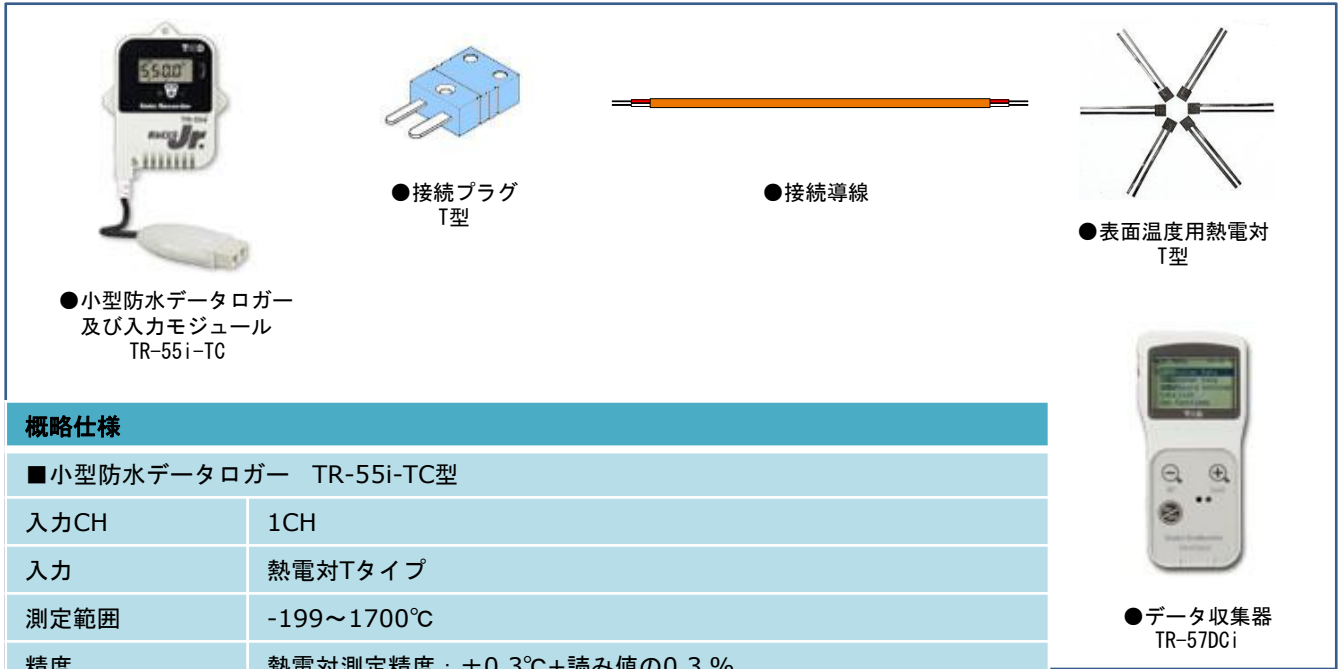 5500
●接続プラグ
T型
●接続導線
●表面温度用熱電対
T型
●小型防水データロガー
及び入力モジュール
TR-55i-TC
●データ収集器
TR-57DCi
概略仕様
■小型防水データロガー　TR-55i-TC型
入力CH 1CH
入力 熱電対Tタイプ
測定範囲 -199～1700℃
精度 熱電対測定精度：±0.3℃+読み値の0.3 %